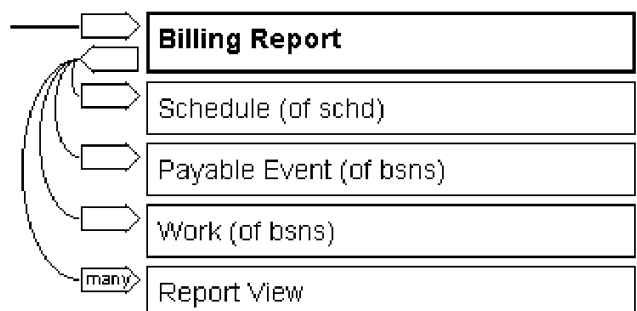 Billing Report
Schedule (of schd)
Payable Event (of bsns)
Work (of bsns)
many
Report View